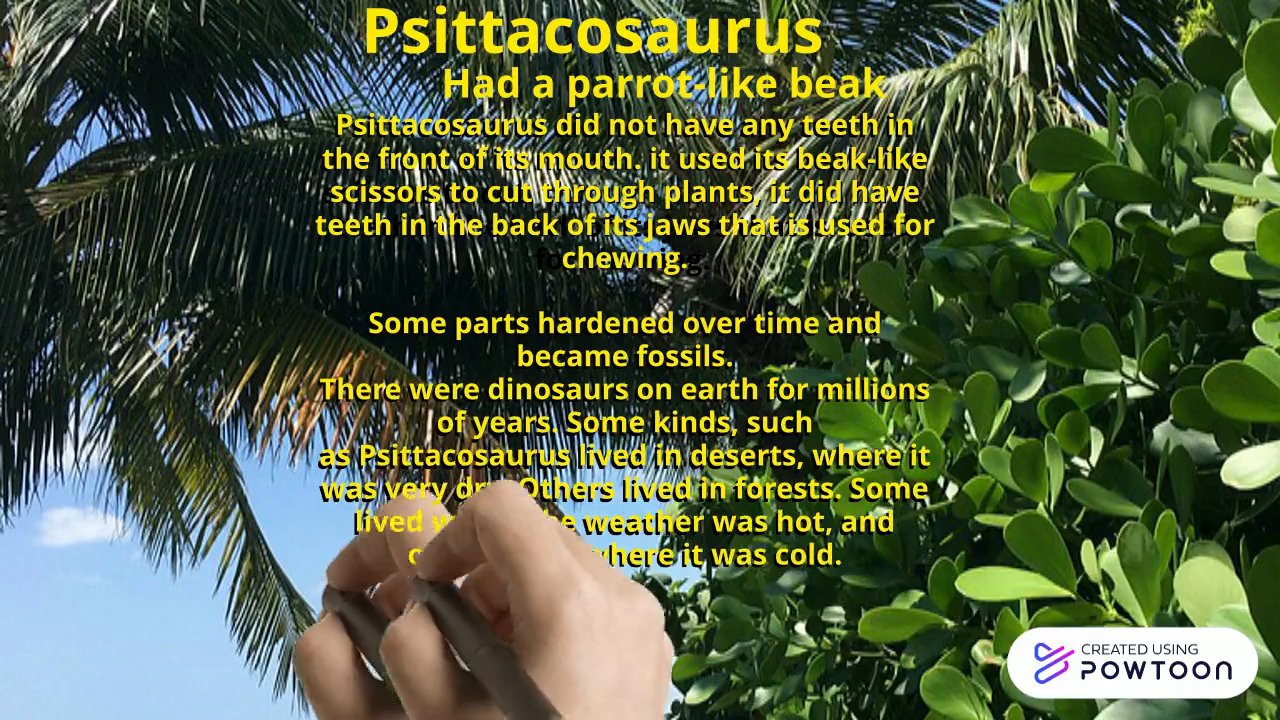 Psittacosaurus
Had a parrot-like beak
Psittacosaurus did not have any teeth in
the front of its mouth. it used its beak-like
scissors to cut through plants, it did have
teeth in the back of its jaws that is used for
chewing.
Some parts hardened over time and
became fossils.
There were dinosaurs on earth for millions
of years. Some kinds, such
as Psittacosaurus lived in deserts, where it
was very Others lived in forests. Some
lived weather was hot, and
where it was cold.
CREATED USING
POWTOON